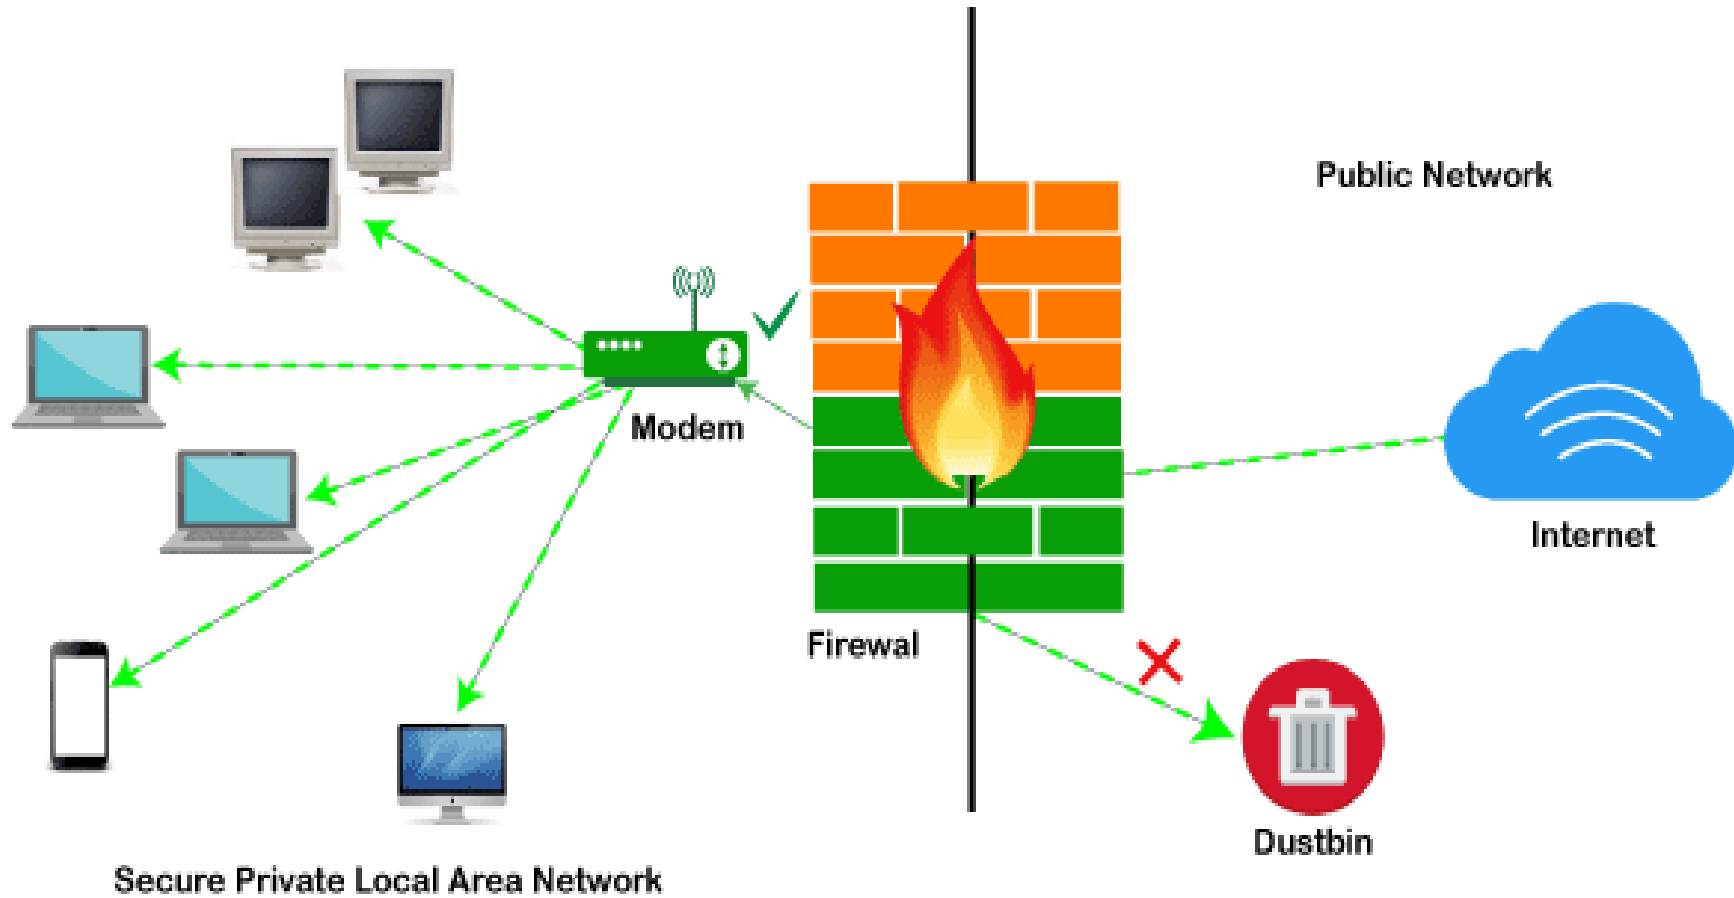 Public Network
Modem
Internet
Firewal
Dustbin
Secure Private Local Area Network